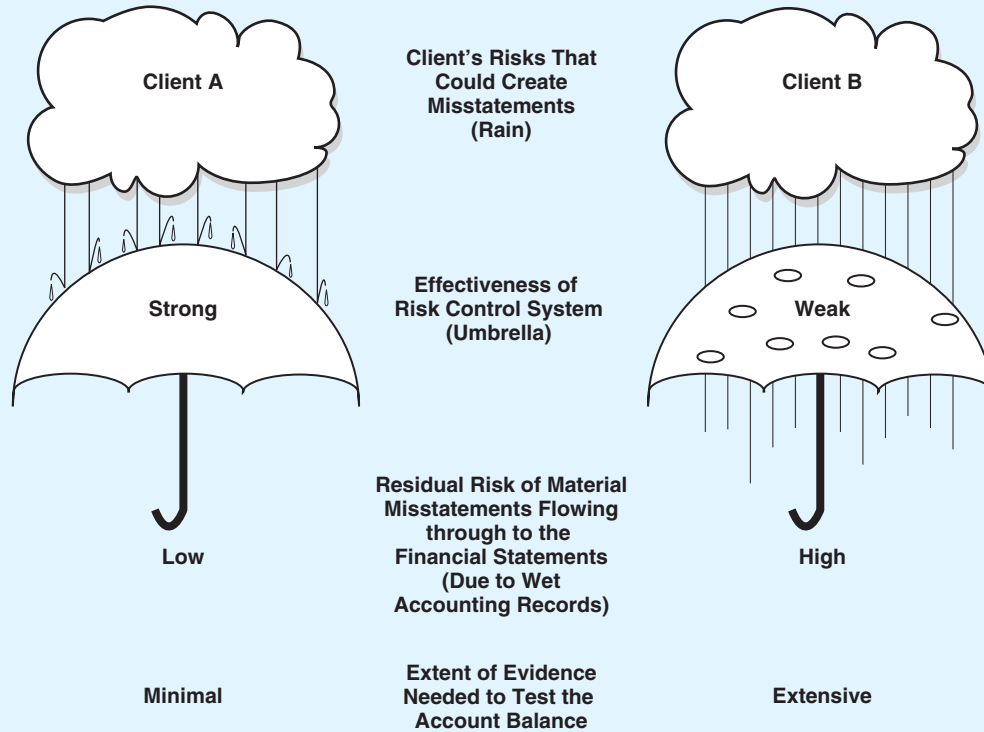 Client A
Client's Risks That
Could Create
Misstatements
(Rain)
Client B
Strong
Effectiveness of
Risk Control System
(Umbrella)
Weak
Residual Risk of Material
Misstatements Flowing
through to the
Financial Statements
(Due to Wet
Accounting Records)
Low
High
Minimal
Extent of Evidence
Needed to Test the
Account Balance
Extensive